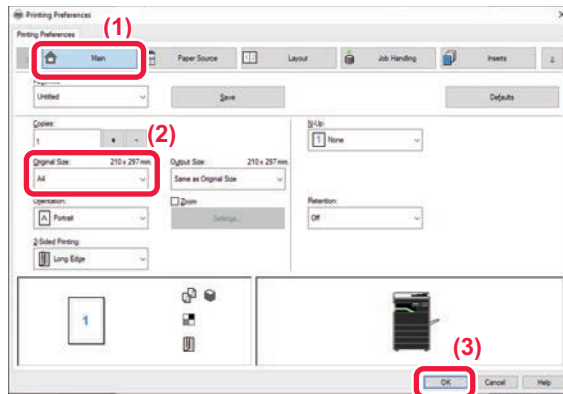 Printing Preferences
(1)
Printing Preferences
Main
Paper Source
Layout
Job Handling
Inserts
Untitled
Save
Defaults
Copies:
1
+
-
(2)
N-Up:
1 None
Original Size:
210 x 297 mm
A4
Output Size:
210 x 297 mm
Same as Original Size
Orientation:
A Portrait
Zoom
Settings...
Retention:
Off
2-Sided Printing:
Long Edge
1
(3)
OK
Cancel
Help